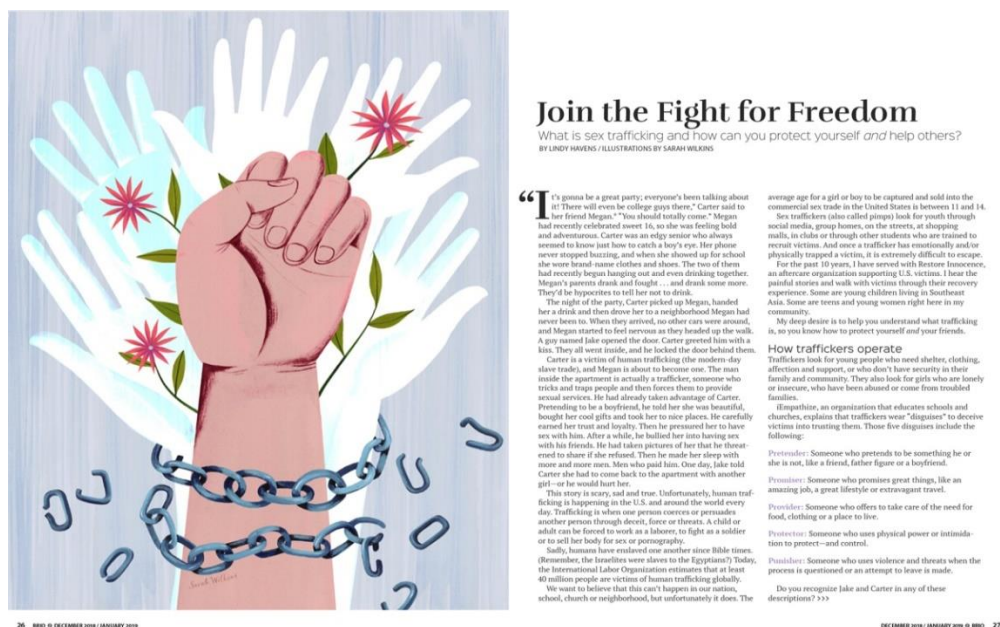 Sarah Wilkins
26 BRIO DECEMBER 2018 / JANUARY 2019
Join the Fight for Freedom
What is sex trafficking and how can you protect yourself and help others?
BY LINDY HAVENS / ILLUSTRATIONS BY SARAH WILKINS
“It's gonna be a great party; everyone's been talking about
it! There will even be college guys there,” Carter said to
her friend Megan.* “You should totally come.” Megan
had recently celebrated sweet 16, so she was feeling bold
and adventurous. Carter was an edgy senior who always
seemed to know just how to catch a boy's eye. Her phone
never stopped buzzing, and when she showed up for school
she wore brand-name clothes and shoes. The two of them
had recently begun hanging out and even drinking together.
Megan's parents drank and fought . . . and drank some more.
They'd be hypocrites to tell her not to drink.
The night of the party, Carter picked up Megan, handed
her a drink and then drove her to a neighborhood Megan had
never been to. When they arrived, no other cars were around,
and Megan started to feel nervous as they headed up the walk.
A guy named Jake opened the door. Carter greeted him with a
kiss. They all went inside, and he locked the door behind them.
Carter is a victim of human trafficking (the modern-day
slave trade), and Megan is about to become one. The man
inside the apartment is actually a trafficker, someone who
tricks and traps people and then forces them to provide
sexual services. He had already taken advantage of Carter.
Pretending to be a boyfriend, he told her she was beautiful,
bought her cool gifts and took her to nice places. He carefully
earned her trust and loyalty. Then he pressured her to have
sex with him. After a while, he bullied her into having sex
with his friends. He had taken pictures of her that he threat-
ened to share if she refused. Then he made her sleep with
more and more men. Men who paid him. One day, Jake told
Carter she had to come back to the apartment with another
girl—or he would hurt her.
This story is scary, sad and true. Unfortunately, human traf-
ficking is happening in the U.S. and around the world every
day. Trafficking is when one person coerces or persuades
another person through deceit, force or threats. A child or
adult can be forced to work as a laborer, to fight as a soldier
or to sell her body for sex or pornography.
Sadly, humans have enslaved one another since Bible times.
(Remember, the Israelites were slaves to the Egyptians?) Today,
the International Labor Organization estimates that at least
40 million people are victims of human trafficking globally.
We want to believe that this can't happen in our nation,
school, church or neighborhood, but unfortunately it does. The
average age for a girl or boy to be captured and sold into the
commercial sex trade in the United States is between 11 and 14.
Sex traffickers (also called pimps) look for youth through
social media, group homes, on the streets, at shopping
malls, in clubs or through other students who are trained to
recruit victims. And once a trafficker has emotionally and/or
physically trapped a victim, it is extremely difficult to escape.
For the past 10 years, I have served with Restore Innocence,
an aftercare organization supporting U.S. victims. I hear the
painful stories and walk with victims through their recovery
experience. Some are young children living in Southeast
Asia. Some are teens and young women right here in my
community.
My deep desire is to help you understand what trafficking
is, so you know how to protect yourself and your friends.
How traffickers operate
Traffickers look for young people who need shelter, clothing,
affection and support, or who don't have security in their
family and community. They also look for girls who are lonely
or insecure, who have been abused or come from troubled
families.
iEmpathize, an organization that educates schools and
churches, explains that traffickers wear “disguises” to deceive
victims into trusting them. Those five disguises include the
following:
Pretender: Someone who pretends to be something he or
she is not, like a friend, father figure or a boyfriend.
Promiser: Someone who promises great things, like an
amazing job, a great lifestyle or extravagant travel.
Provider: Someone who offers to take care of the need for
food, clothing or a place to live.
Protector: Someone who uses physical power or intimida-
tion to protect—and control.
Punisher: Someone who uses violence and threats when the
process is questioned or an attempt to leave is made.
Do you recognize Jake and Carter in any of these
descriptions? >>>
DECEMBER 2018 / JANUARY 2019 BRIO 27